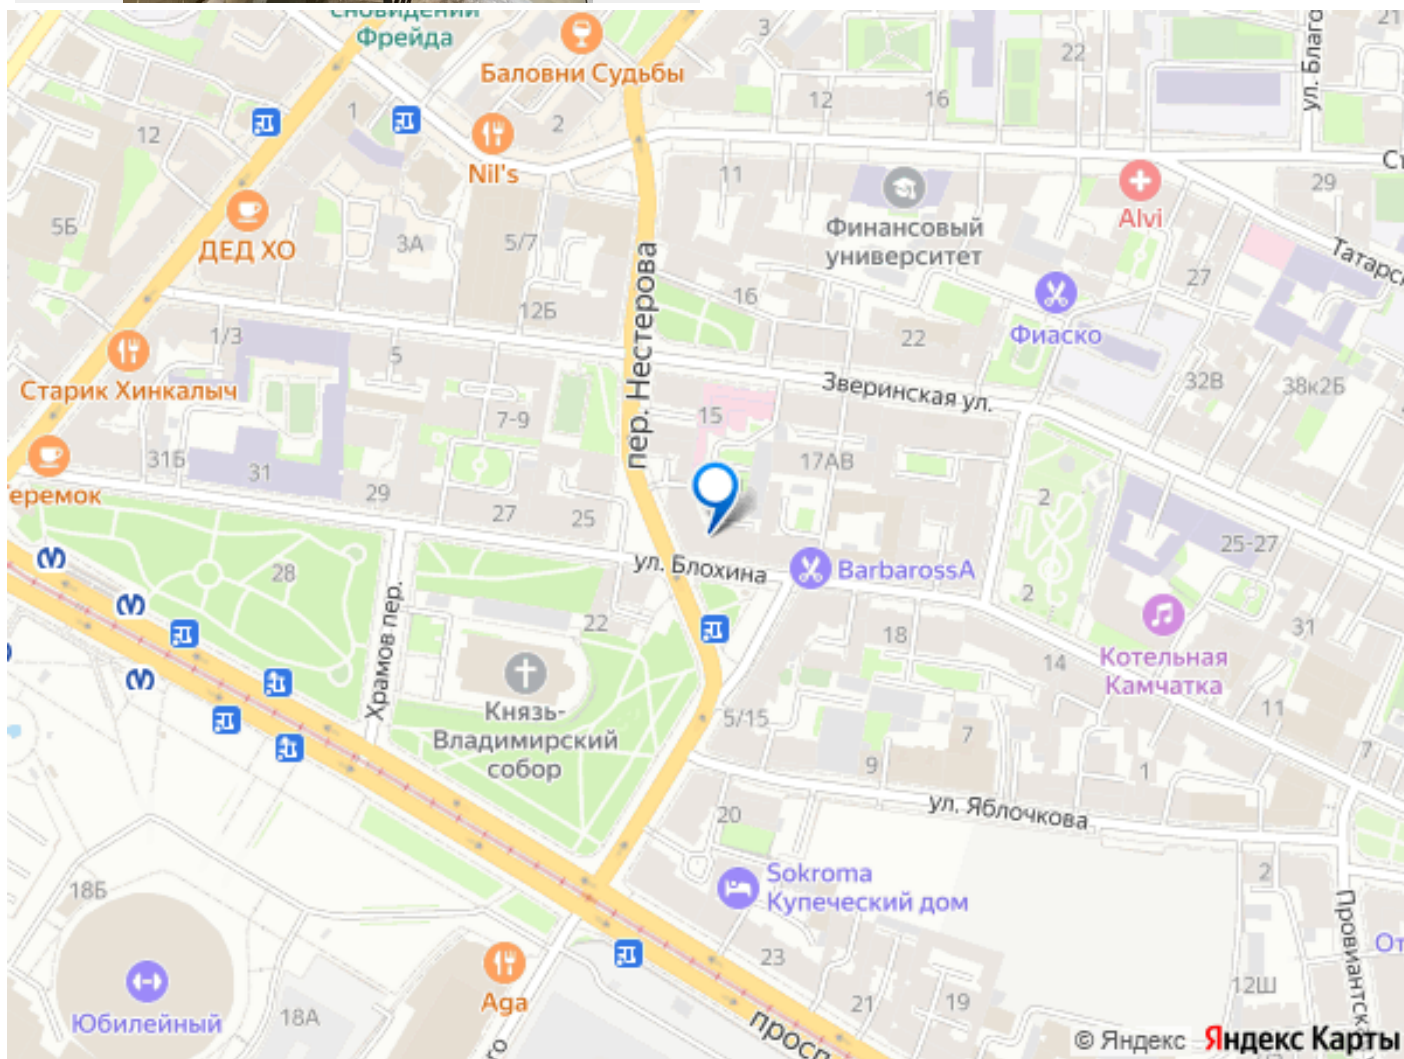 Сновидений
Фрейда
Баловни Судьбы
3
22
21
ул. Благо
12
16
1
2
12
Nil's
11
Alvi
29
Финансовый
университет
Татарск
5Б
ДЕД ХО
3А
5/7
пер. Нестерова
27
16
12Б
Фиаско
1/3
5
22
Старик Хинкалыч
Зверинская ул.
32В
38к2Б
7-9
15
31Б
31
17АВ
29
27
25
2
еремок
25-27
ул. Блохина
BarbarossA
28
Храмов пер.
22
2
18
31
14
Котельная
Камчатка
Князь-
Владимирский
собор
5/15
7
11
7
9
1
20
ул. Яблочкова
Sokroma
Купеческий дом
2
18Б
Провиантск
От
23
Aga
12Ш
21
19
Юбилейный
18А
просп
го
© Яндекс Яндекс Карты